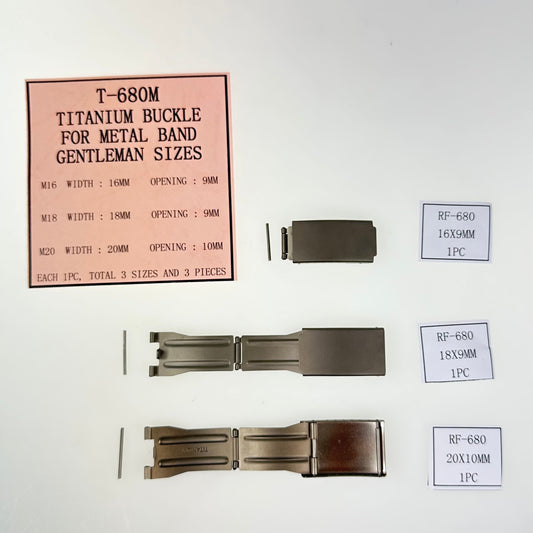 T-680M
TITANIUM BUCKLE
FOR METAL BAND
GENTLEMAN SIZES
M16 WIDTH : 16MM OPENING : 9MM
M18 WIDTH : 18MM OPENING : 9MM
M20 WIDTH : 20MM OPENING : 10MM
EACH 1PC, TOTAL 3 SIZES AND 3 PIECES
RF-680
16X9MM
1PC
RF-680
18X9MM
1PC
RF-680
20X10MM
1PC